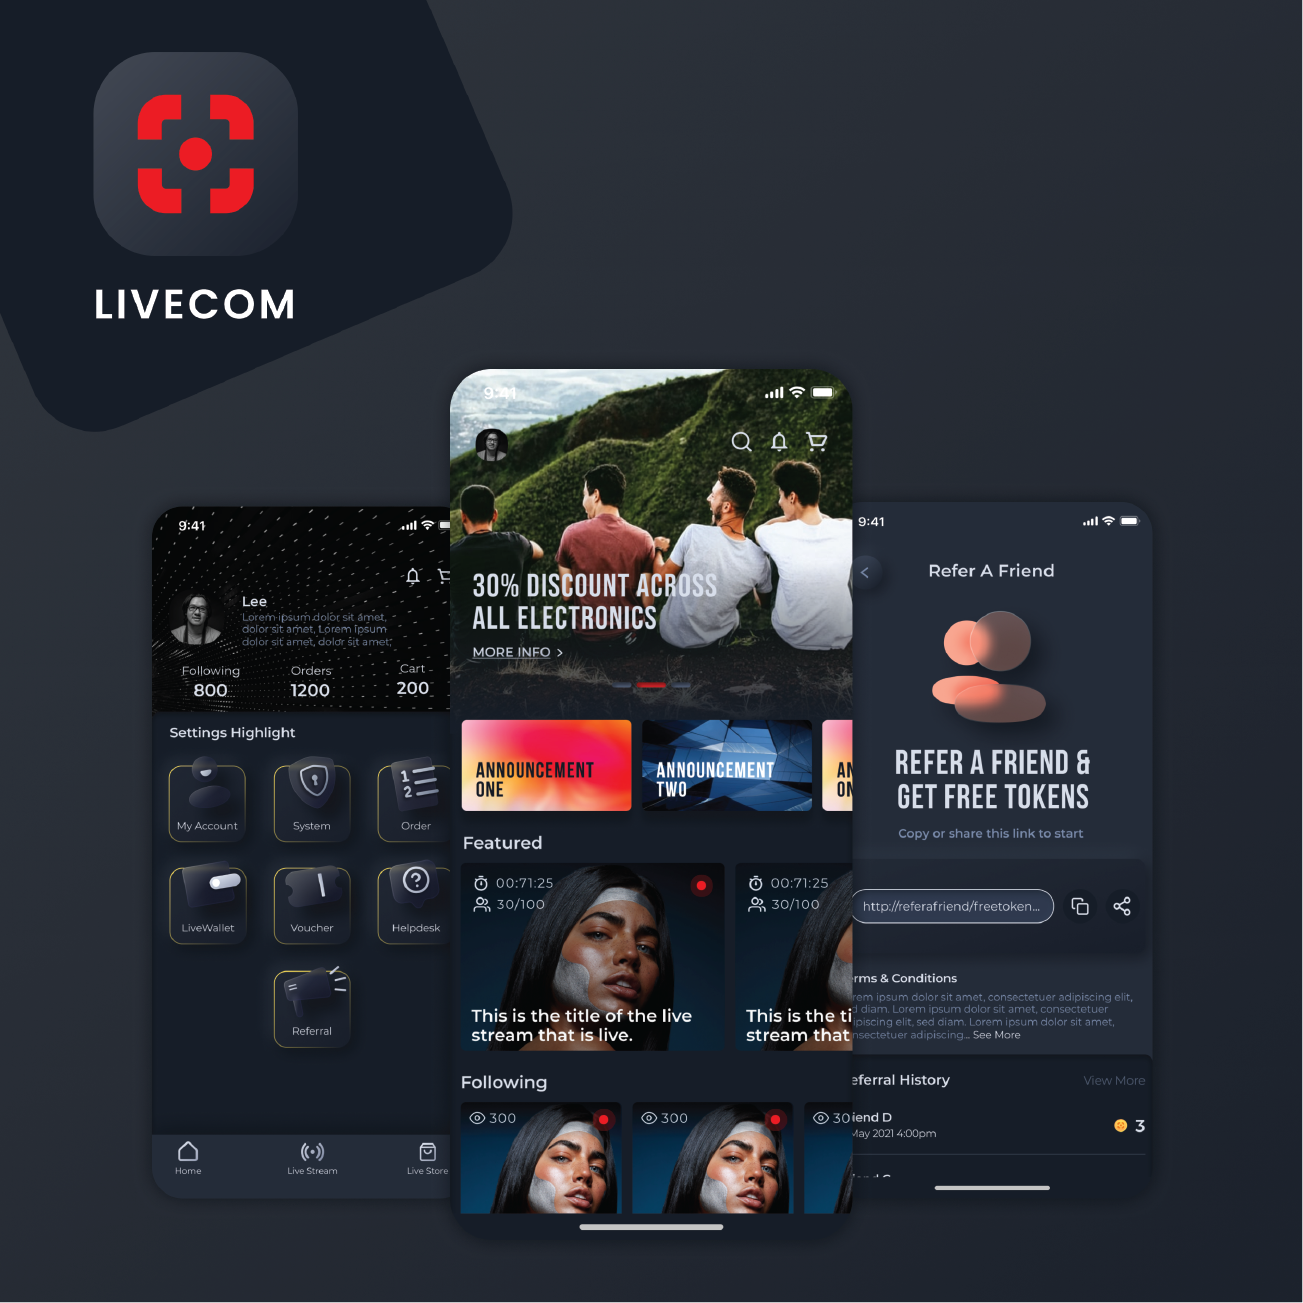 LIVECOM
9:41
Lee
Lorem ipsum dolor sit amet,
dolor sit amet, Lorem ipsum
dolor sit amet, dolor sit amet,
Following
Orders
Cart
800
1200
200
Settings Highlight
My Account
System
1
2
Order
LiveWallet
Voucher
?
Helpdesk
Referral
Home
Live Stream
Live Store
9:41
30% DISCOUNT ACROSS
ALL ELECTRONICS
MORE INFO >
ANNOUNCEMENT
ONE
ANNOUNCEMENT
TWO
AN
ON
Featured
00:71:25
30/100
This is the title of the live
stream that is live.
00:71:25
30/100
This is the ti
stream that
Following
300
300
30
9:41
Refer A Friend
REFER A FRIEND &
GET FREE TOKENS
Copy or share this link to start
http://referafriend/freetoken...
rms & Conditions
rem ipsum dolor sit amet, consectetuer adipiscing elit,
d diam. Lorem ipsum dolor sit amet, consectetuer
ipiscing elit, sed diam. Lorem ipsum dolor sit amet,
nsectetuer adipiscing... See More
eferral History
View More
iend D
May 2021 4:00pm
3